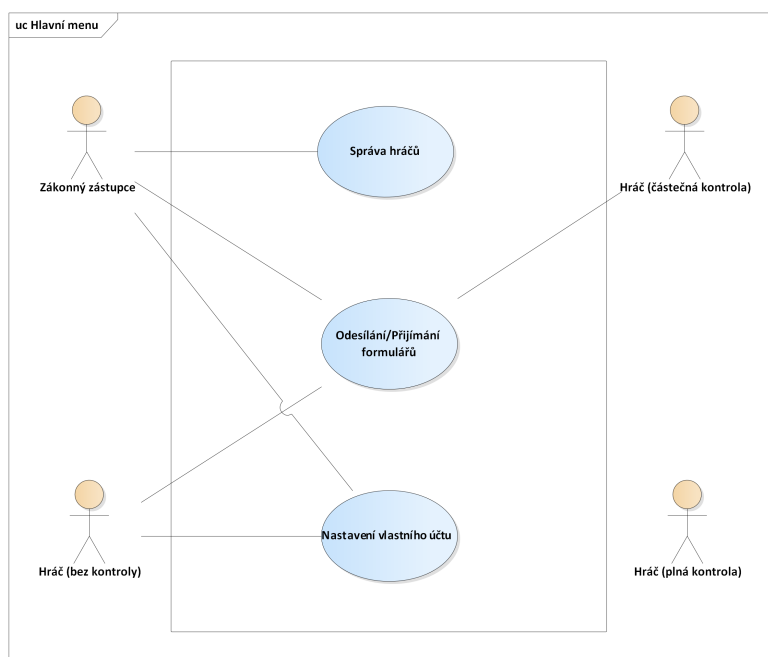 uc Hlavní menu
Správa hráčů
Zákonný zástupce
Hráč (částečná kontrola)
Odesílání/Přijímání
formulářů
Nastavení vlastního účtu
Hráč (bez kontroly)
Hráč (plná kontrola)